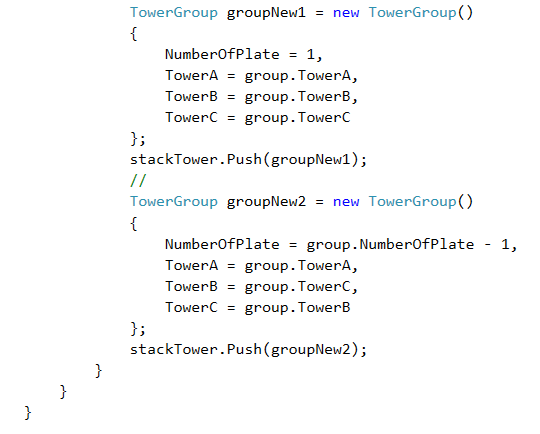 TowerGroup groupNew1 = new TowerGroup()
{
NumberOfPlate = 1,
TowerA = group.TowerA,
TowerB = group.TowerB,
TowerC = group.TowerC
};
stackTower.Push(groupNew1);
//
TowerGroup groupNew2 = new TowerGroup()
{
NumberOfPlate = group.NumberOfPlate - 1,
TowerA = group.TowerA,
TowerB = group.TowerC,
TowerC = group.TowerB
};
stackTower.Push(groupNew2);
}
}
}